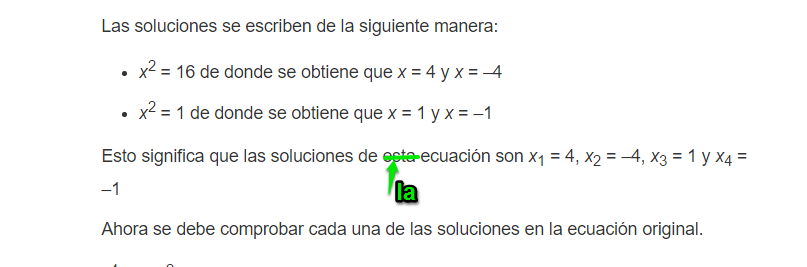 Las soluciones se escriben de la siguiente manera:
• x² = 16 de donde se obtiene que x = 4 y x = –4
• x² = 1 de donde se obtiene que x = 1 y x = –1
Esto significa que las soluciones de esta ecuación son x₁ = 4, x₂ = –4, x₃ = 1 y x₄ =
–1
la
Ahora se debe comprobar cada una de las soluciones en la ecuación original.